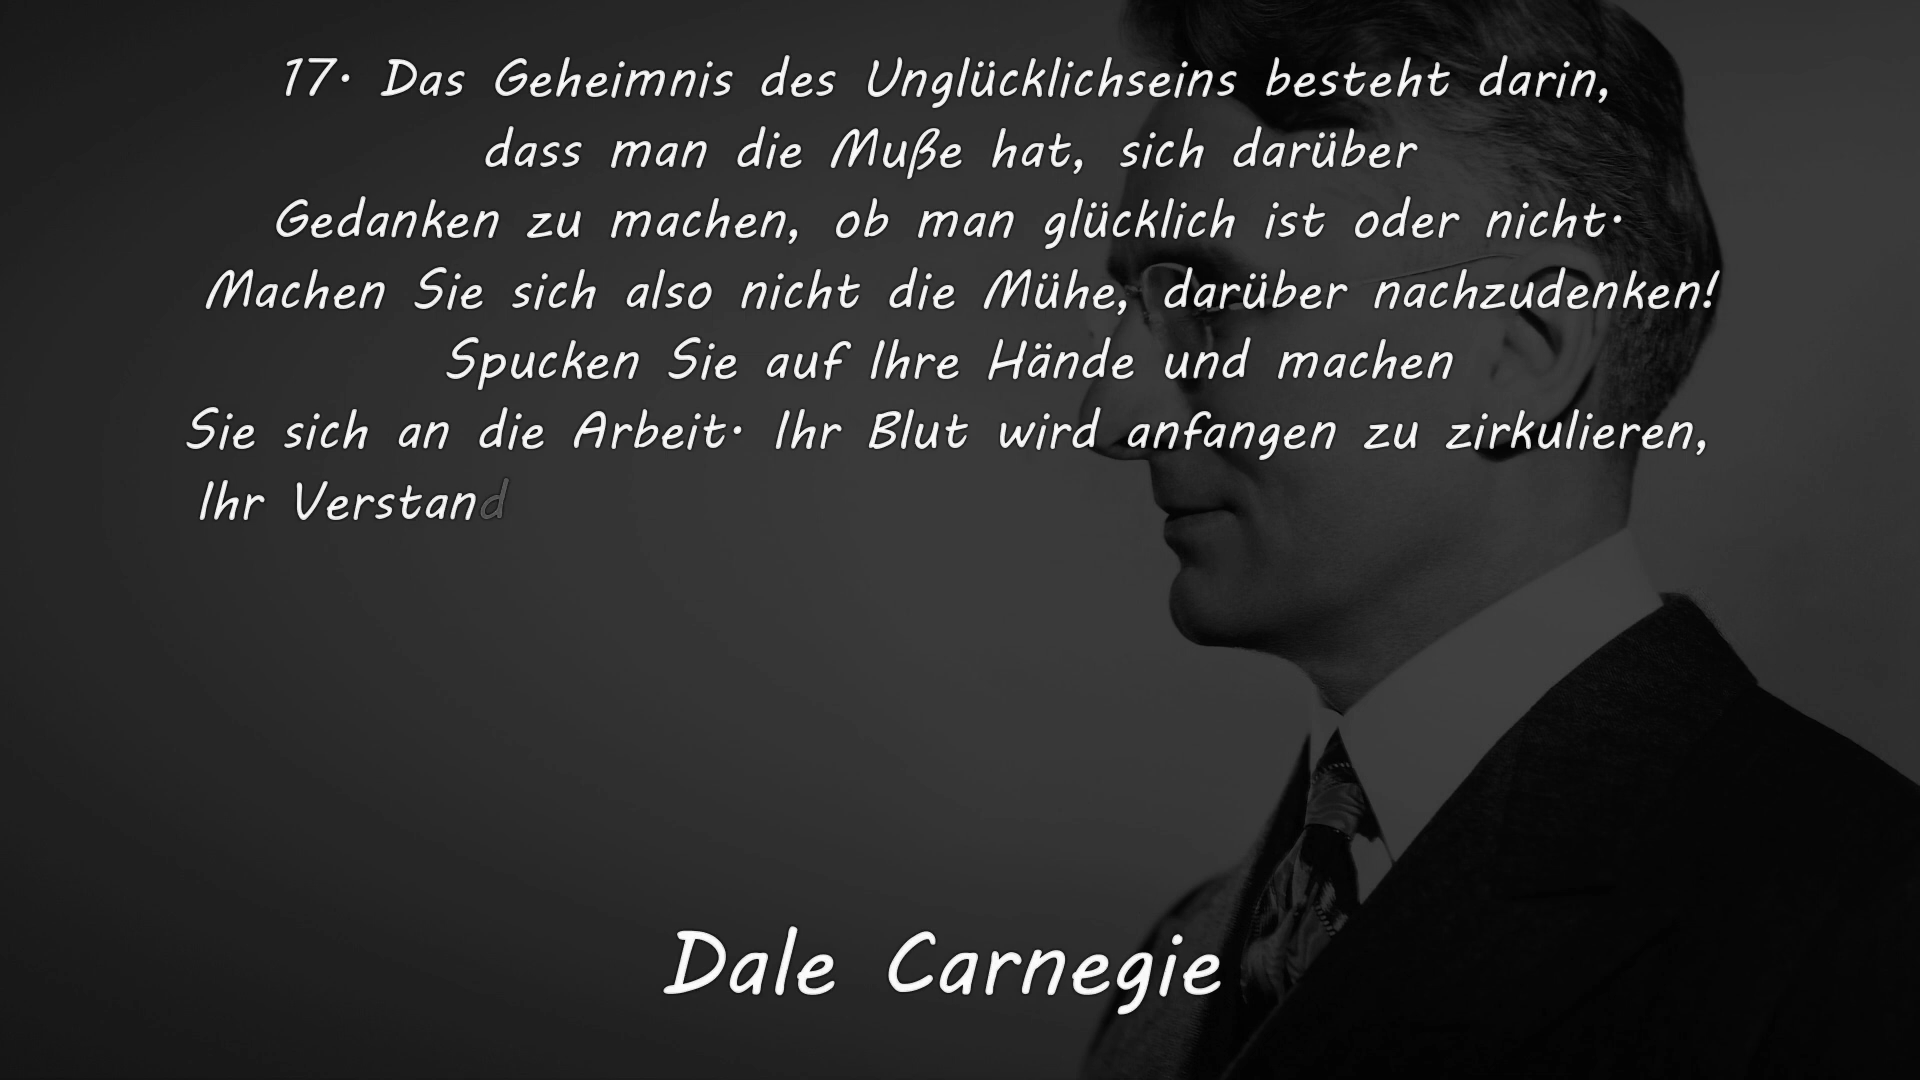 17. Das Geheimnis des Unglücklichseins besteht darin,
dass man die Muße hat, sich darüber
Gedanken zu machen, ob man glücklich ist oder nicht.
Machen Sie sich also nicht die Mühe, darüber nachzudenken!
Spucken Sie auf Ihre Hände und machen
Sie sich an die Arbeit. Ihr Blut wird anfangen zu zirkulieren,
Ihr Verstand
Dale Carnegie